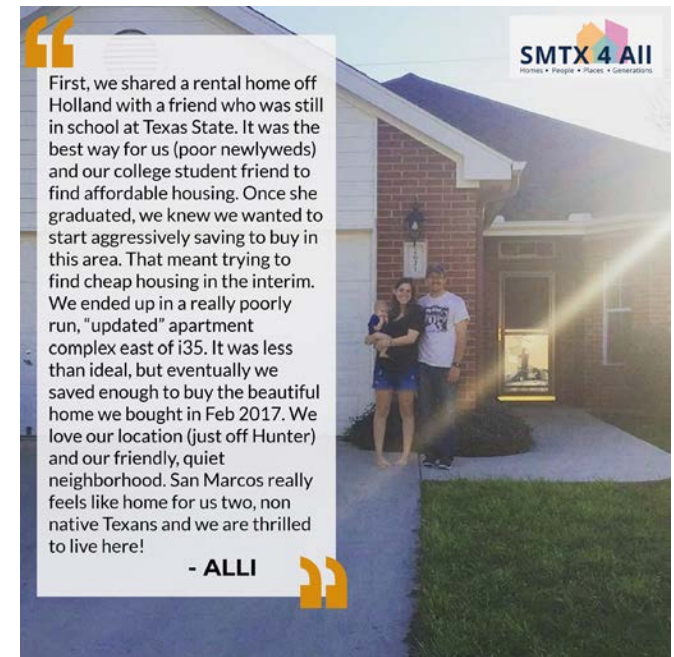 SMTX 4 All
Homes • People • Places • Generations
First, we shared a rental home off
Holland with a friend who was still
in school at Texas State. It was the
best way for us (poor newlyweds)
and our college student friend to
find affordable housing. Once she
graduated, we knew we wanted to
start aggressively saving to buy in
this area. That meant trying to
find cheap housing in the interim.
We ended up in a really poorly
run, “updated” apartment
complex east of i35. It was less
than ideal, but eventually we
saved enough to buy the beautiful
home we bought in Feb 2017. We
love our location (just off Hunter)
and our friendly, quiet
neighborhood. San Marcos really
feels like home for us two, non
native Texans and we are thrilled
to live here!
- ALLI